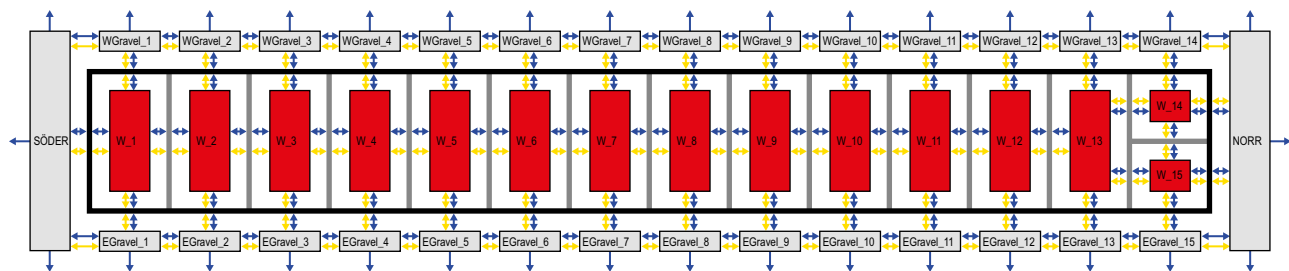 WGravel_1 WGravel_2 WGravel_3 WGravel_4 WGravel_5 WGravel_6 WGravel_7 WGravel_8 WGravel_9 WGravel_10 WGravel_11 WGravel_12 WGravel_13 WGravel_14
W_14
SÖDER W_1 W_2 W_3 W_4 W_5 W_6 W_7 W_8 W_9 W_10 W_11 W_12 W_13 NORR
W_15
EGravel_1 EGravel_2 EGravel_3 EGravel_4 EGravel_5 EGravel_6 EGravel_7 EGravel_8 EGravel_9 EGravel_10 EGravel_11 EGravel_12 EGravel_13 EGravel_15